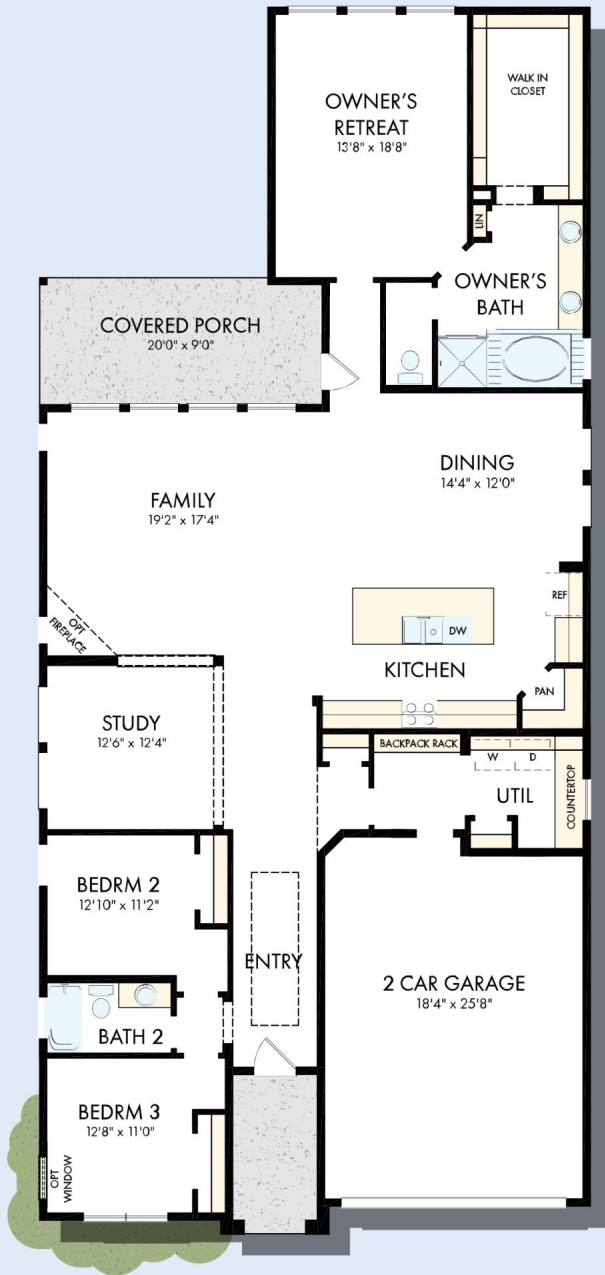 OWNER'S
RETREAT
13'8" x 18'8"
WALK IN
CLOSET
LIN
OWNER'S
BATH
COVERED PORCH
20'0" x 9'0"
DINING
14'4" x 12'0"
FAMILY
19'2" x 17'4"
REF
OPT
FIREPLACE
DW
KITCHEN
PAN
STUDY
12'6" x 12'4"
BACKPACK RACK
W
D
UTIL
COUNTERTOP
BEDRM 2
12'10" x 11'2"
ENTRY
2 CAR GARAGE
18'4" x 25'8"
BATH 2
BEDRM 3
12'8" x 11'0"
OPT
WINDOW